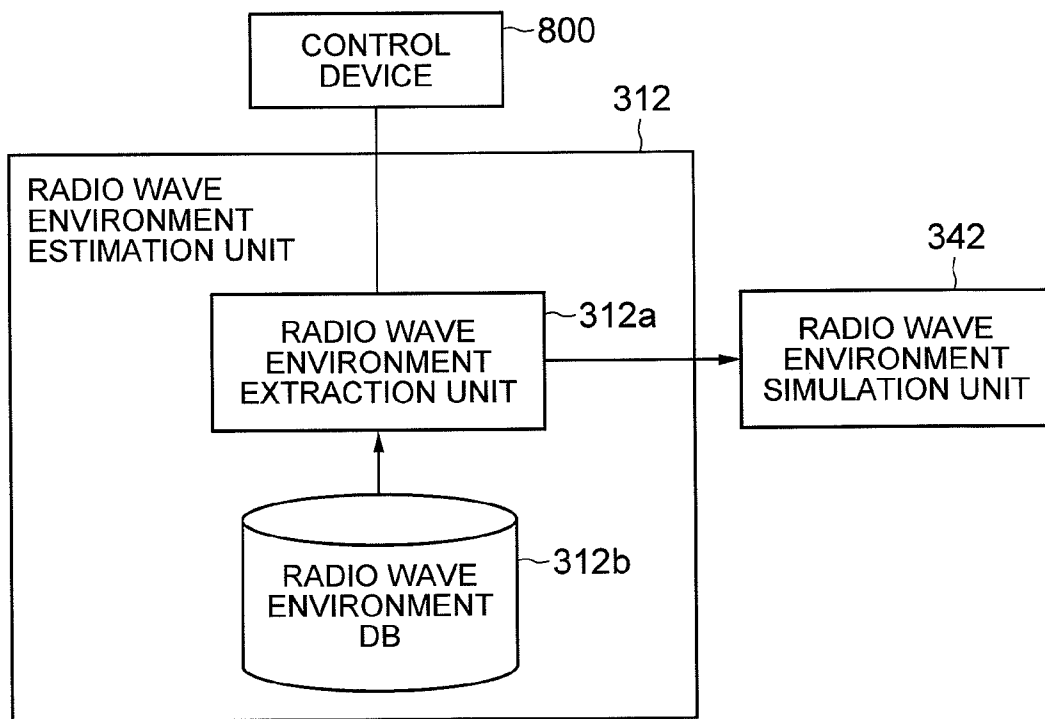 800
CONTROL
DEVICE
312
RADIO WAVE
ENVIRONMENT
ESTIMATION UNIT
342
312a
RADIO WAVE
ENVIRONMENT
EXTRACTION UNIT
RADIO WAVE
ENVIRONMENT
SIMULATION UNIT
312b
RADIO WAVE
ENVIRONMENT
DB